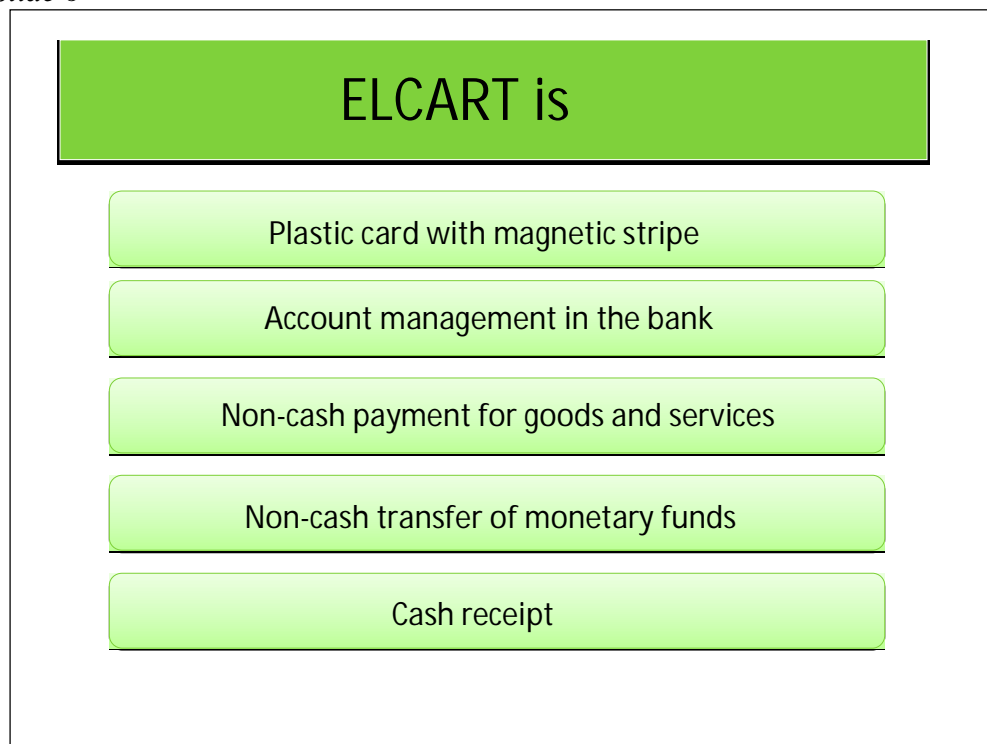 ELCART is
Plastic card with magnetic stripe
Account management in the bank
Non-cash payment for goods and services
Non-cash transfer of monetary funds
Cash receipt